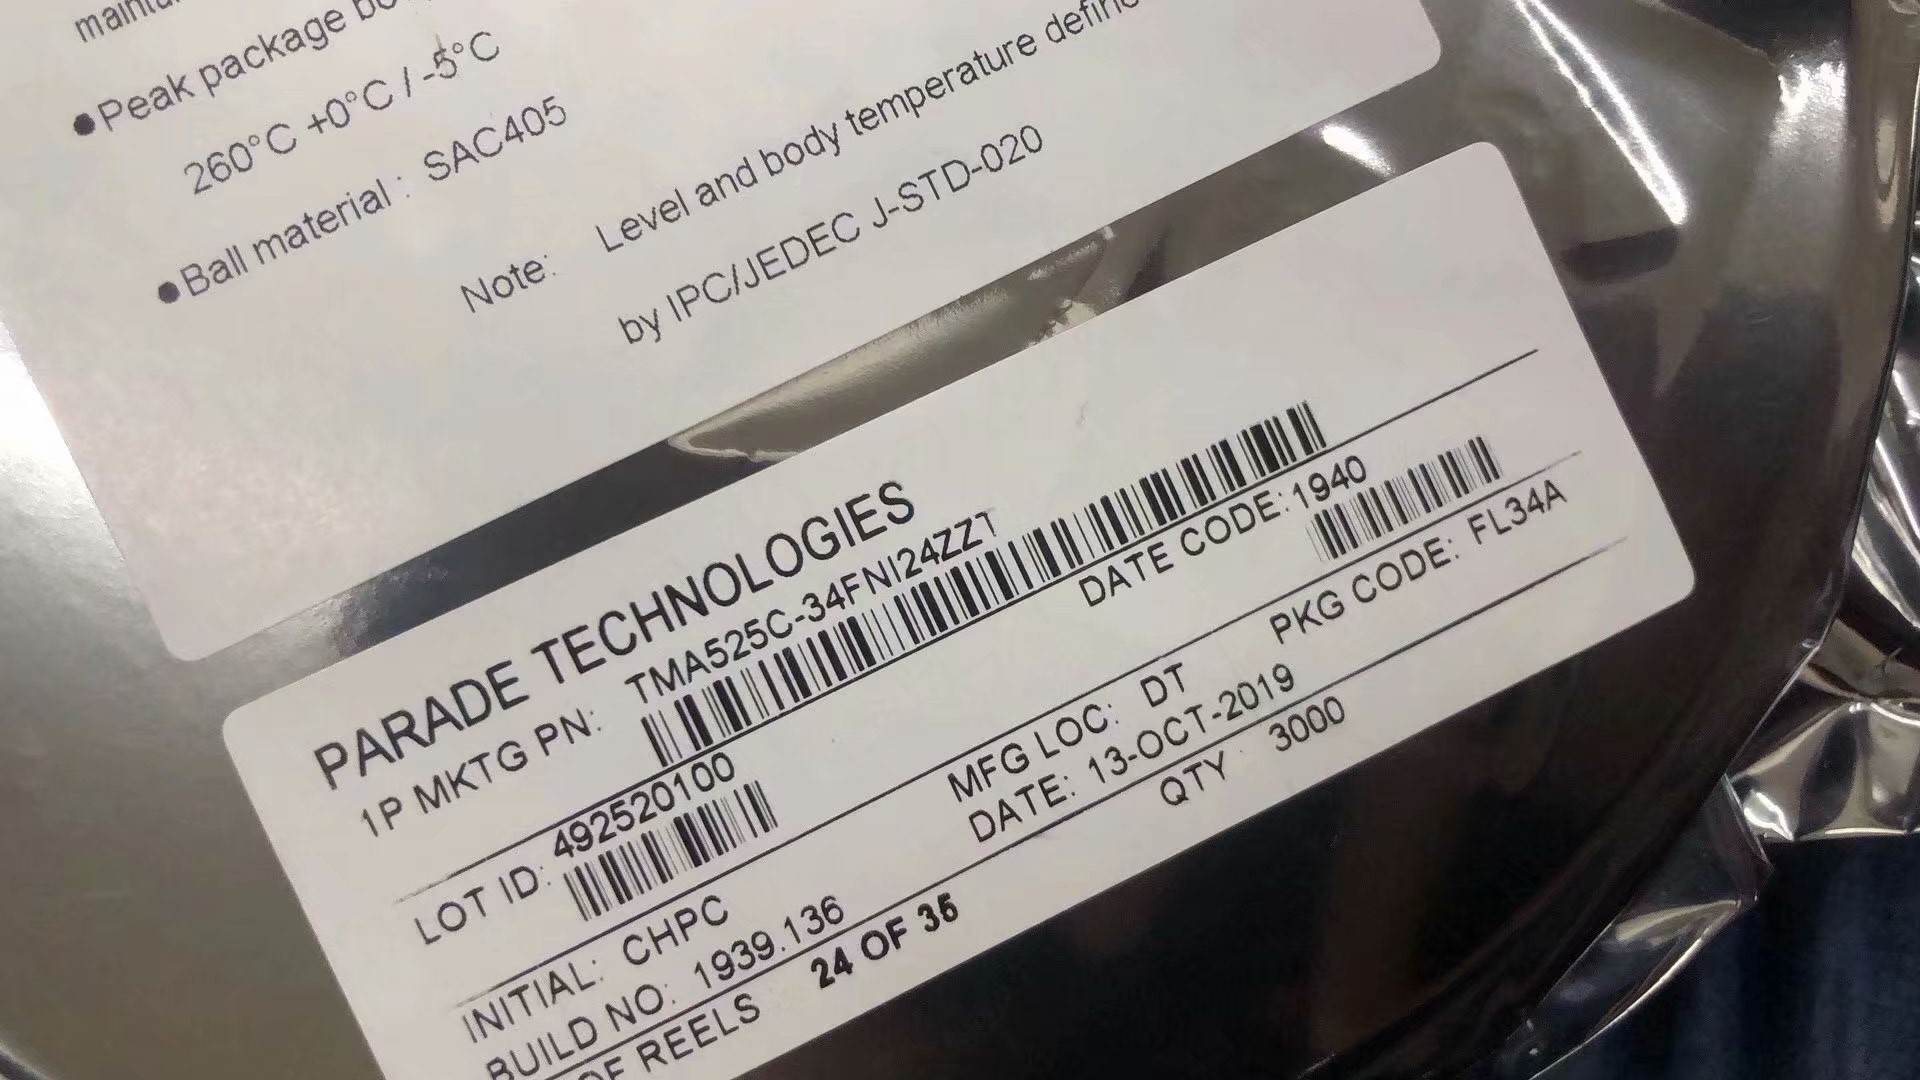 ●Peak package
260°C +0°C / -5°C
●Ball material : SAC405
Note: Level and body temperature
by IPC/JEDEC J-STD-020
PARADE TECHNOLOGIES
1P MKTG PN: TMA525C-34FNI24ZZT
LOT ID: 492520100 DATE CODE: 1940
INITIAL: CHPC MFG LOC: DT PKG CODE: FL34A
BUILD NO: 1939.136 DATE: 13-OCT-2019
OF REELS 24 OF 35 QTY 3000